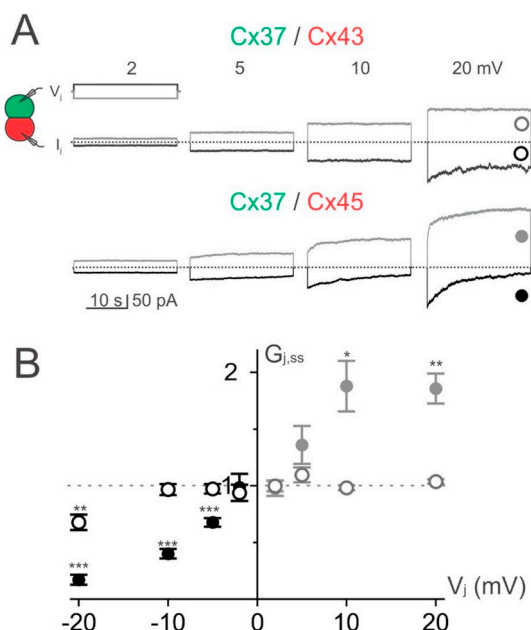 A
Cx37 / Cx43
2 5 10 20 mV
Vj
Ij
Cx37 / Cx45
10 s 50 pA
B
Gj,ss
2
*
**
1
**
***
***
***
Vj (mV)
-20 -10 0 10 20